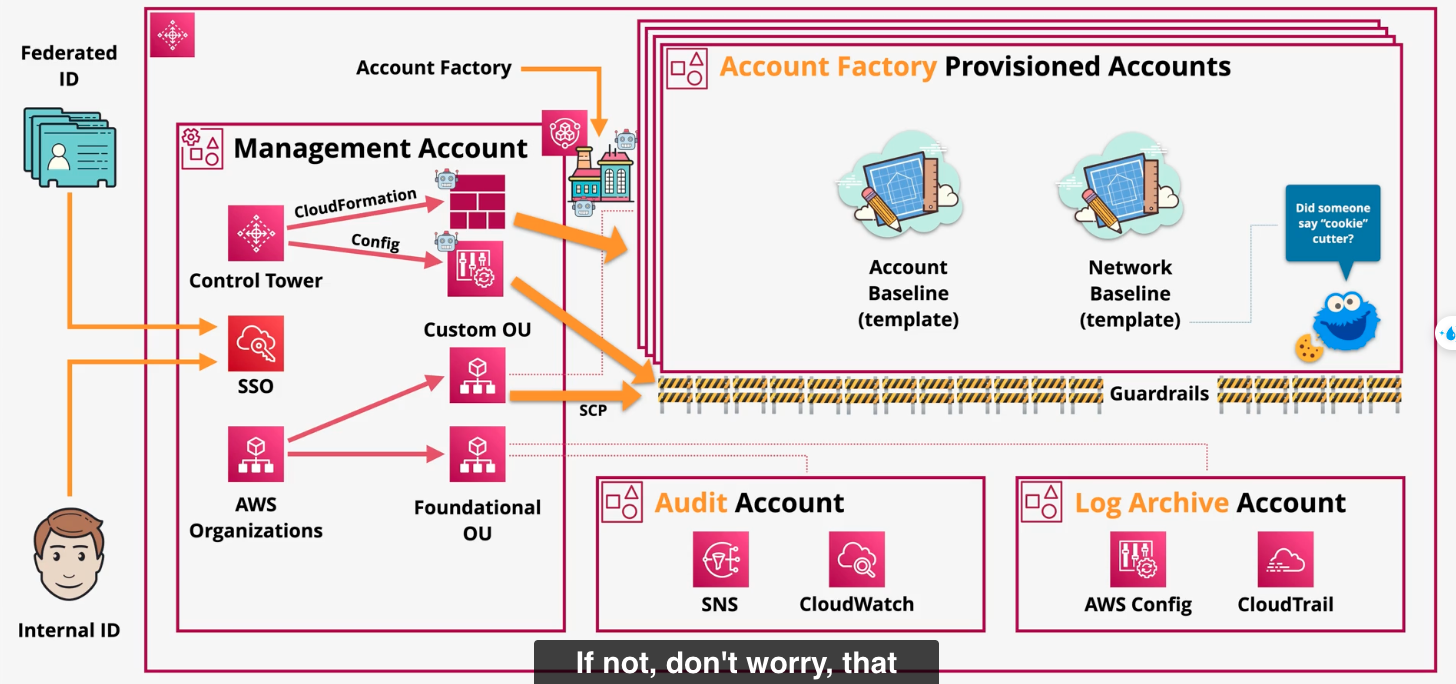 Federated
ID
Account Factory
Account Factory Provisioned Accounts
Management Account
CloudFormation
Config
Control Tower
Custom OU
SSO
SCP
AWS
Organizations
Foundational
OU
Internal ID
Account
Baseline
(template)
Network
Baseline
(template)
Did someone
say “cookie”
cutter?
Guardrails
Audit Account
SNS
CloudWatch
Log Archive Account
AWS Config
CloudTrail
If not, don't worry, that